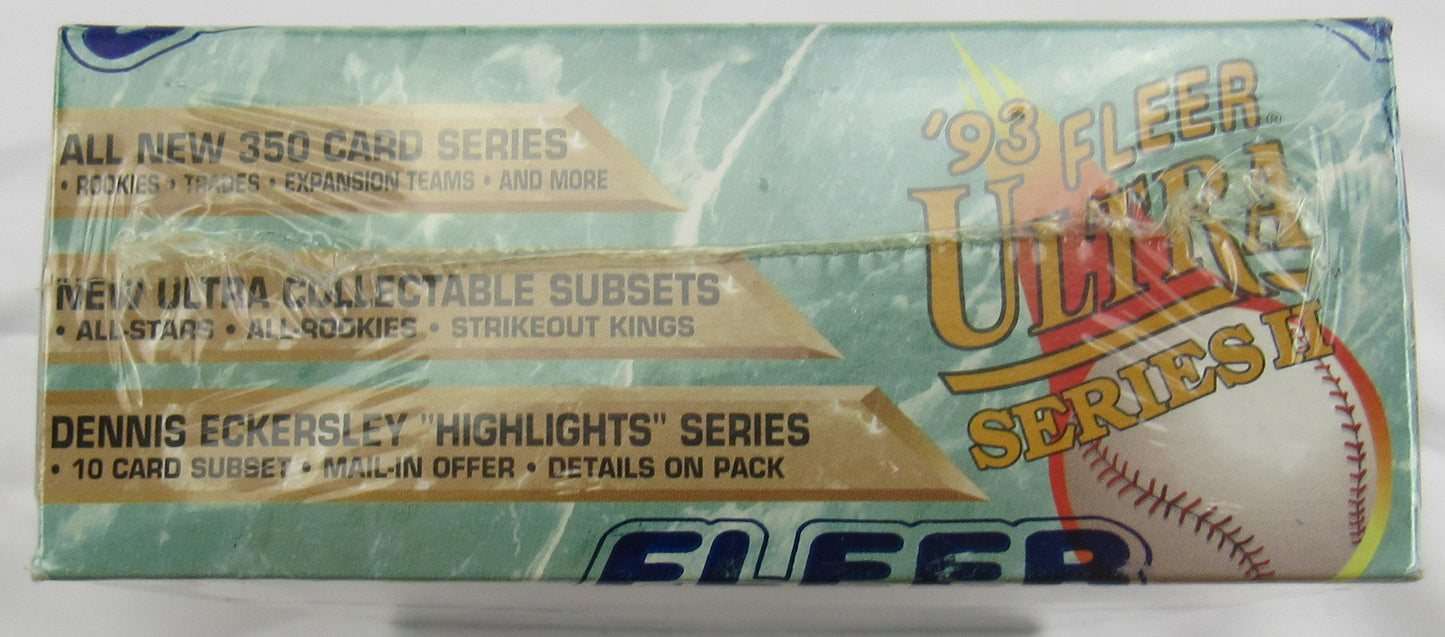 ALL NEW 350 CARD SERIES
• ROOKIES • TRADES • EXPANSION TEAMS • AND MORE
NEW ULTRA COLLECTABLE SUBSETS
• ALL-STARS • ALL-ROOKIES • STRIKEOUT KINGS
DENNIS ECKERSLEY "HIGHLIGHTS" SERIES
• 10 CARD SUBSET • MAIL-IN OFFER • DETAILS ON PACK
'93 FLEER
ULTRA
SERIES II
FLEER